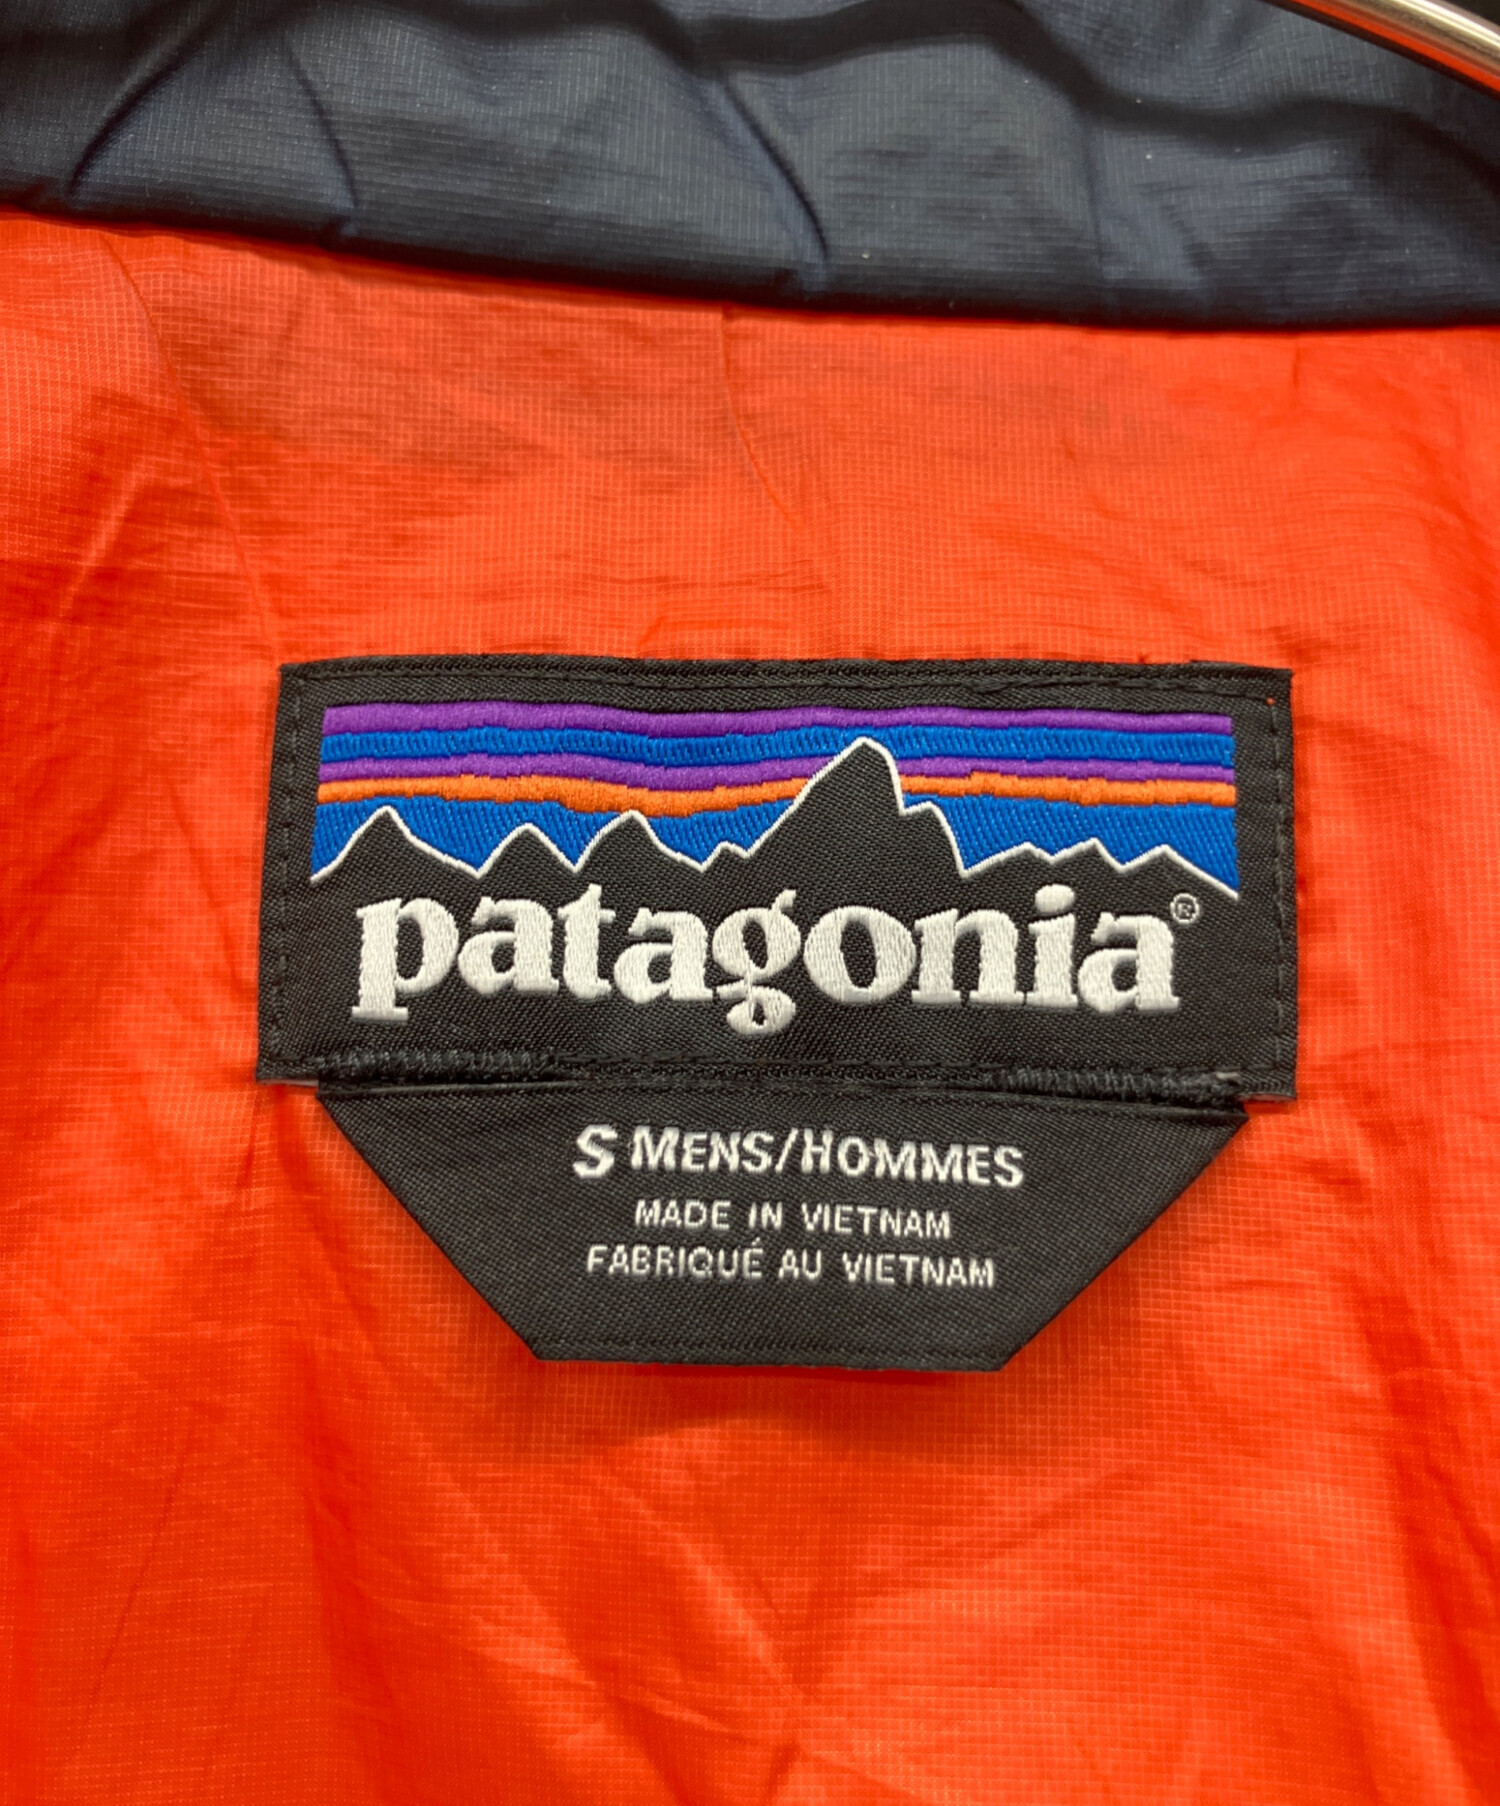 patagonia®
S MENS/HOMMES
MADE IN VIETNAM
FABRIQUÉ AU VIETNAM